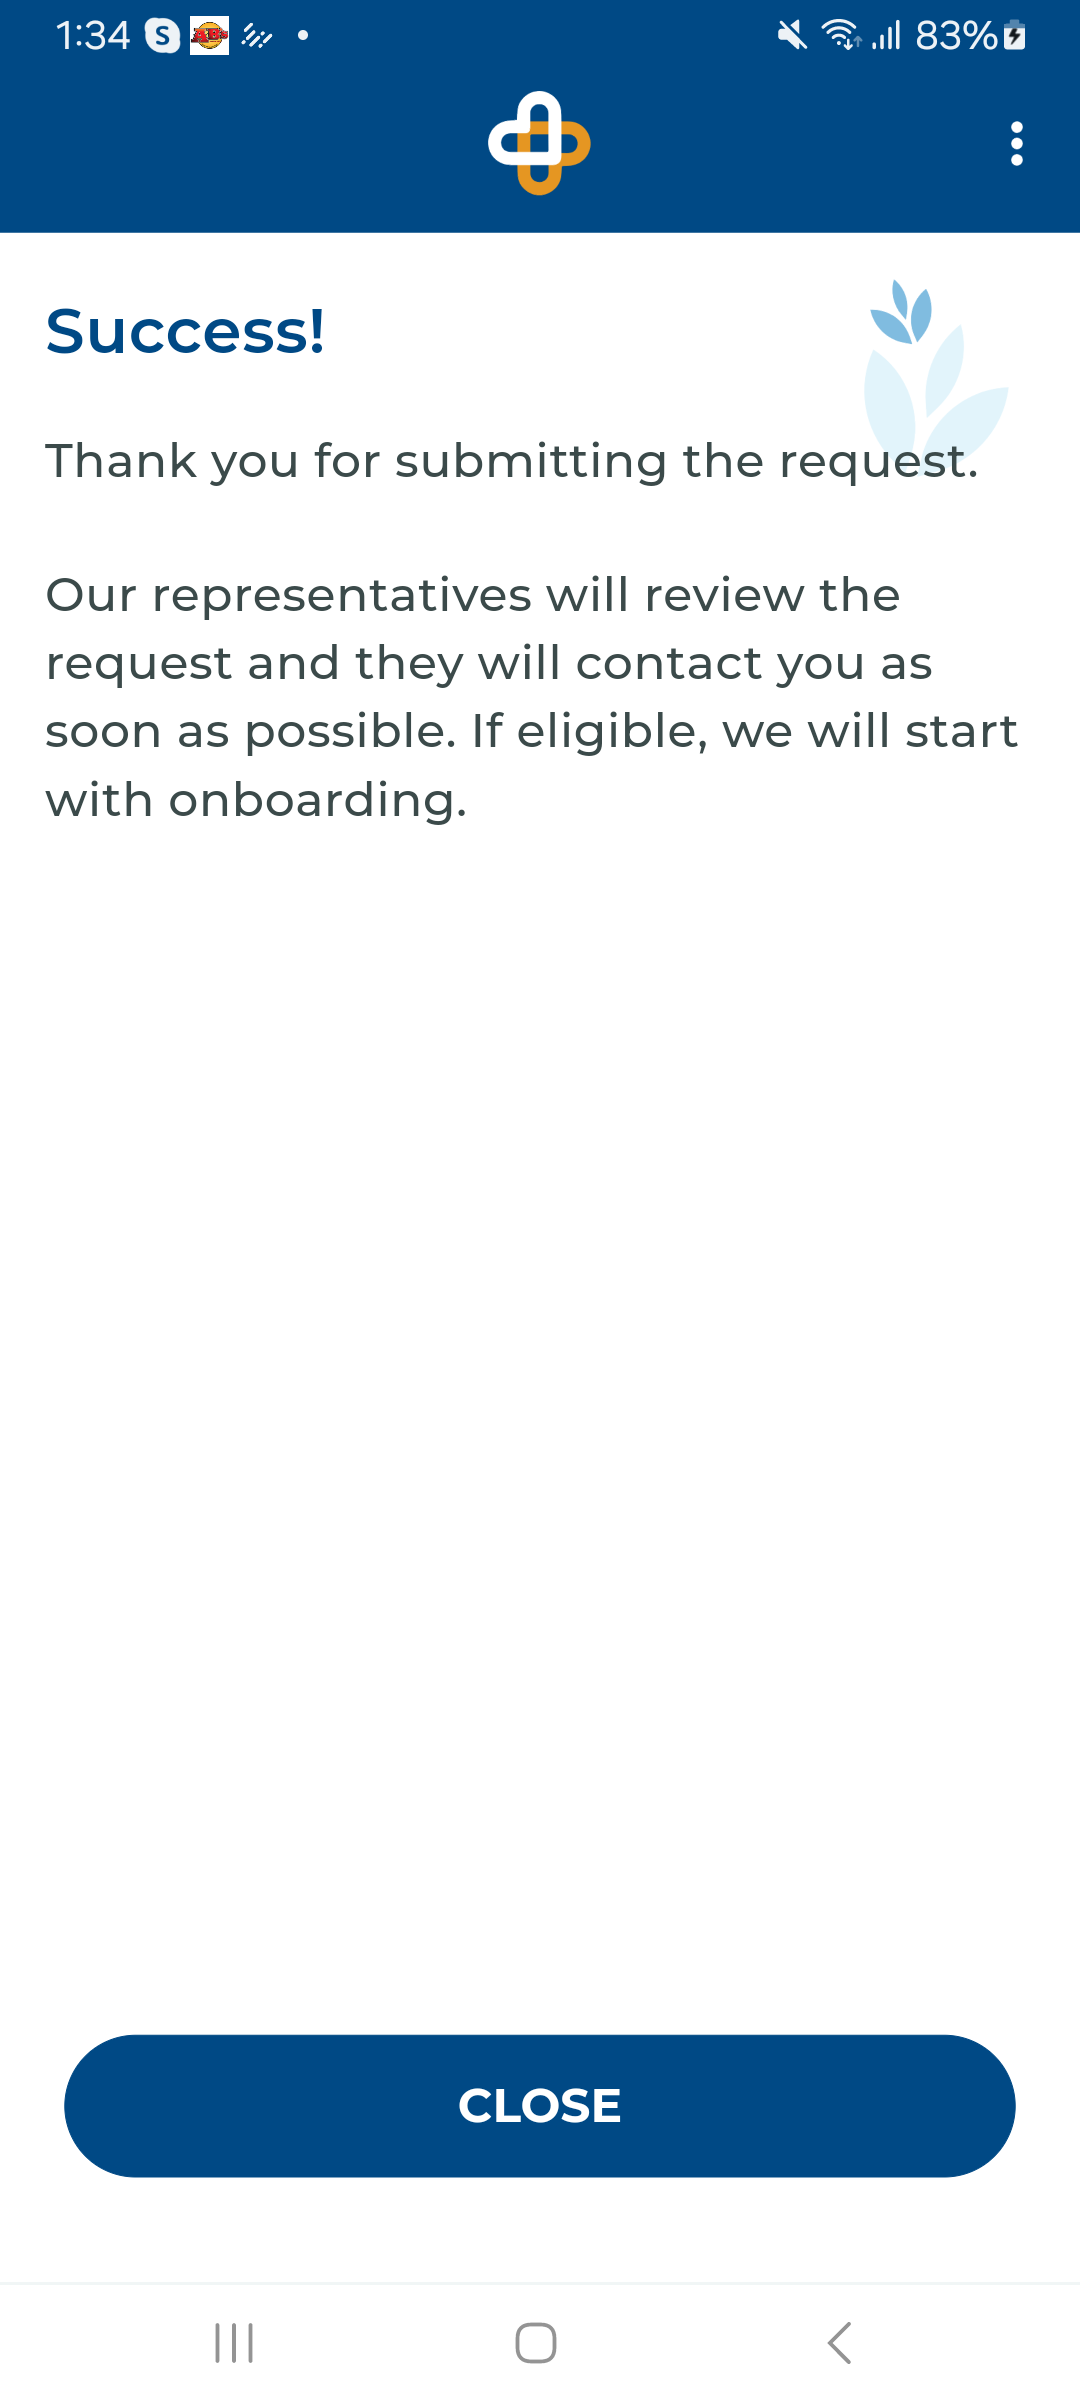 1:34 S 83%
Success!
Thank you for submitting the request.
Our representatives will review the
request and they will contact you as
soon as possible. If eligible, we will start
with onboarding.
CLOSE